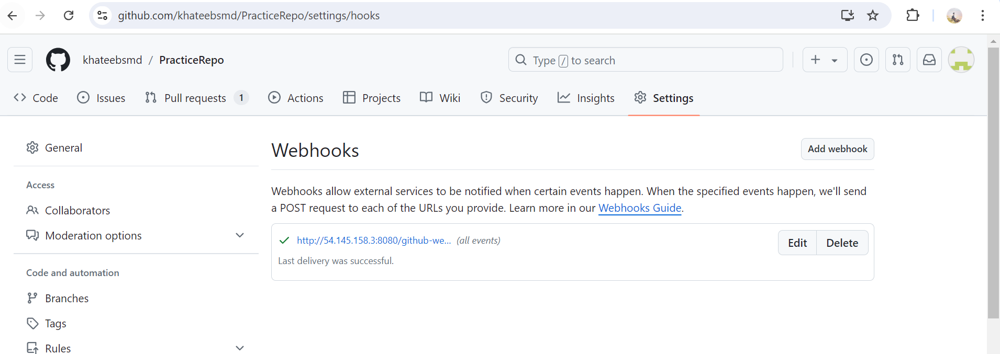 github.com/khateebsmd/PracticeRepo/settings/hooks
khateebsmd / PracticeRepo
Type / to search
Code
Issues
Pull requests 1
Actions
Projects
Wiki
Security
Insights
Settings
General
Access
Collaborators
Moderation options
Code and automation
Branches
Tags
Rules
Webhooks
Add webhook
Webhooks allow external services to be notified when certain events happen. When the specified events happen, we'll send
a POST request to each of the URLs you provide. Learn more in our Webhooks Guide.
http://54.145.158.3:8080/github-we... (all events)
Edit
Delete
Last delivery was successful.